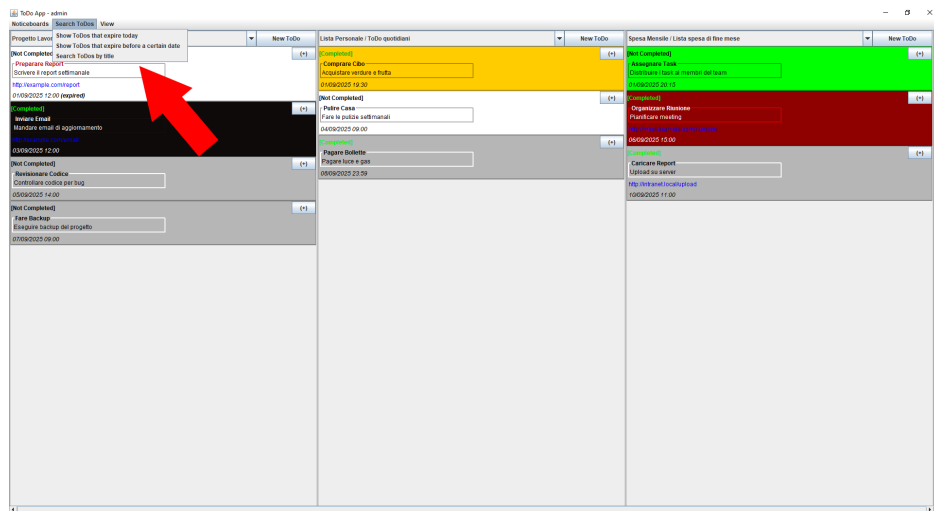 ToDo App - admin
Noticeboards Search ToDos View
Show ToDos that expire today
Show ToDos that expire before a certain date
Search ToDos by title
Progetto Lavor
New ToDo
[Not Completed]
(+)
Preparare Report
Scrivere il report settimanale
http://example.com/report
01/09/2025 12:00 (expired)
[Completed]
(+)
Inviare Email
Mandare email di aggiornamento
03/09/2025 12:00
[Not Completed]
(+)
Revisionare Codice
Controllare codice per bug
05/09/2025 14:00
[Not Completed]
(+)
Fare Backup
Eseguire backup del progetto
07/09/2025 09:00
Lista Personale / ToDo quotidiani
New ToDo
[Completed]
(+)
Comprare Cibo
Acquistare verdure e frutta
01/09/2025 19:30
[Not Completed]
(+)
Pulire Casa
Fare le pulizie settimanali
04/09/2025 09:00
[Completed]
(+)
Pagare Bollette
Pagare luce e gas
08/09/2025 23:59
Spesa Mensile / Lista spesa di fine mese
New ToDo
[Not Completed]
(+)
Assegnare Task
Distribuire i task ai membri del team
01/09/2025 20:15
[Completed]
(+)
Organizzare Riunione
Pianificare meeting
06/09/2025 15:00
[Completed]
(+)
Caricare Report
Upload su server
http://intranet.local/upload
10/09/2025 11:00